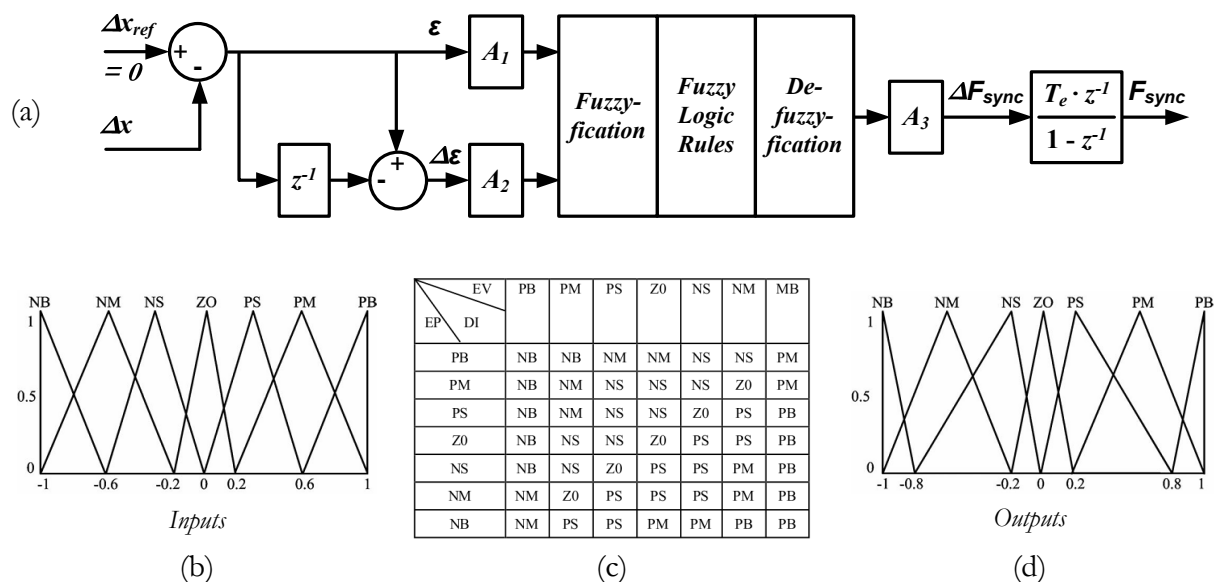 Δx_ref
= 0
+
-
Δx
(a)
z⁻¹
+
-
ε
Δε
A₁
A₂
Fuzzy-
fication
Fuzzy
Logic
Rules
De-
fuzzy-
fication
A₃
ΔF_sync
T_e · z⁻¹
1 - z⁻¹
F_sync
NB NM NS ZO PS PM PB
1
0.5
0
-1 -0.6 -0.2 0 0.2 0.6 1
Inputs
(b)
EV
EP DI
PB PM PS Z0 NS NM MB
PB NB NB NM NM NS NS PM
PM NB NM NS NS NS Z0 PM
PS NB NM NS NS Z0 PS PB
Z0 NB NS NS Z0 PS PS PB
NS NB NS Z0 PS PS PM PB
NM NM Z0 PS PS PS PM PB
NB NM PS PS PM PM PB PB
(c)
NB NM NS ZO PS PM PB
1
0.5
0
-1 -0.8 -0.2 0 0.2 0.8 1
Outputs
(d)